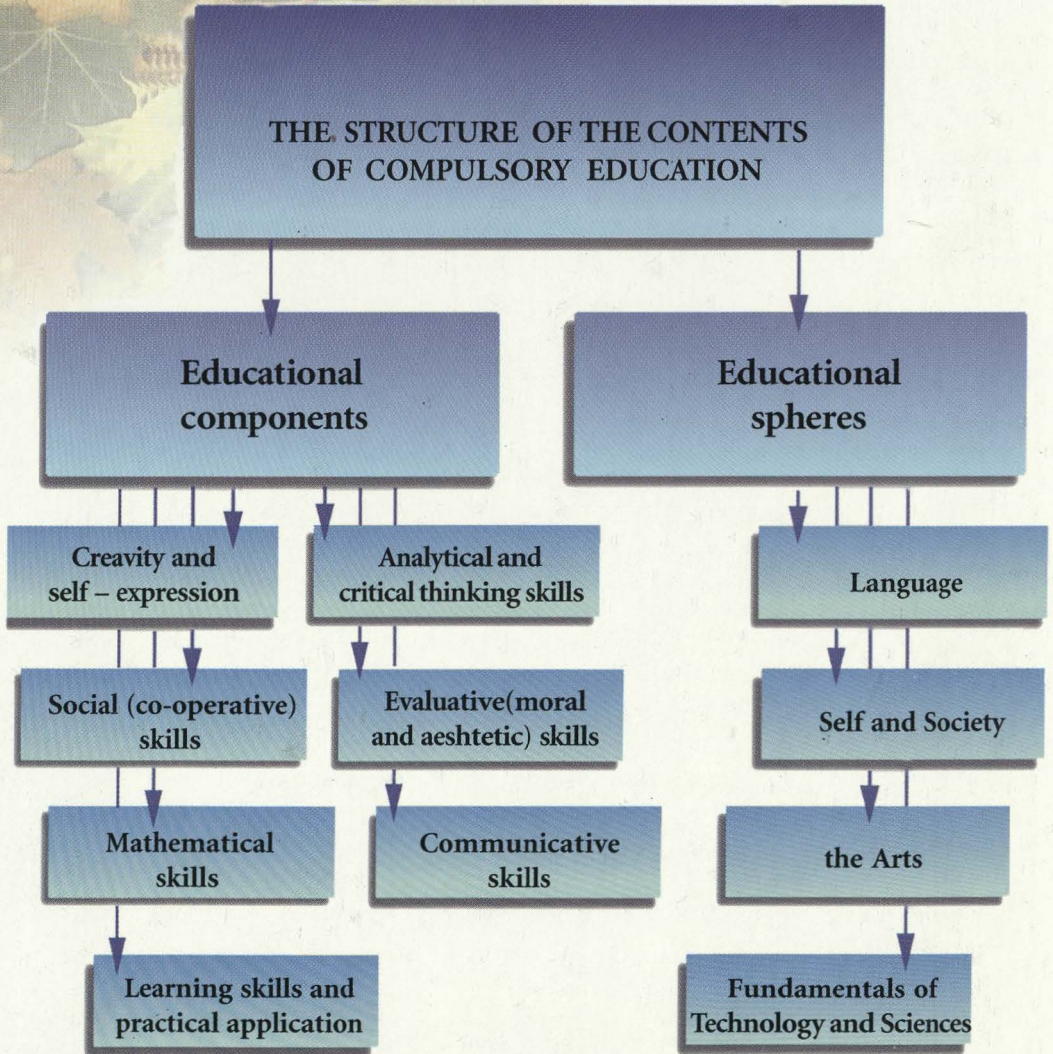 THE STRUCTURE OF THE CONTENTS
OF COMPULSORY EDUCATION
Educational
components
Educational
spheres
Creavity and
self – expression
Analytical and
critical thinking skills
Language
Social (co-operative)
skills
Evaluative(moral
and aeshtetic) skills
Self and Society
Mathematical
skills
Communicative
skills
the Arts
Learning skills and
practical application
Fundamentals of
Technology and Sciences